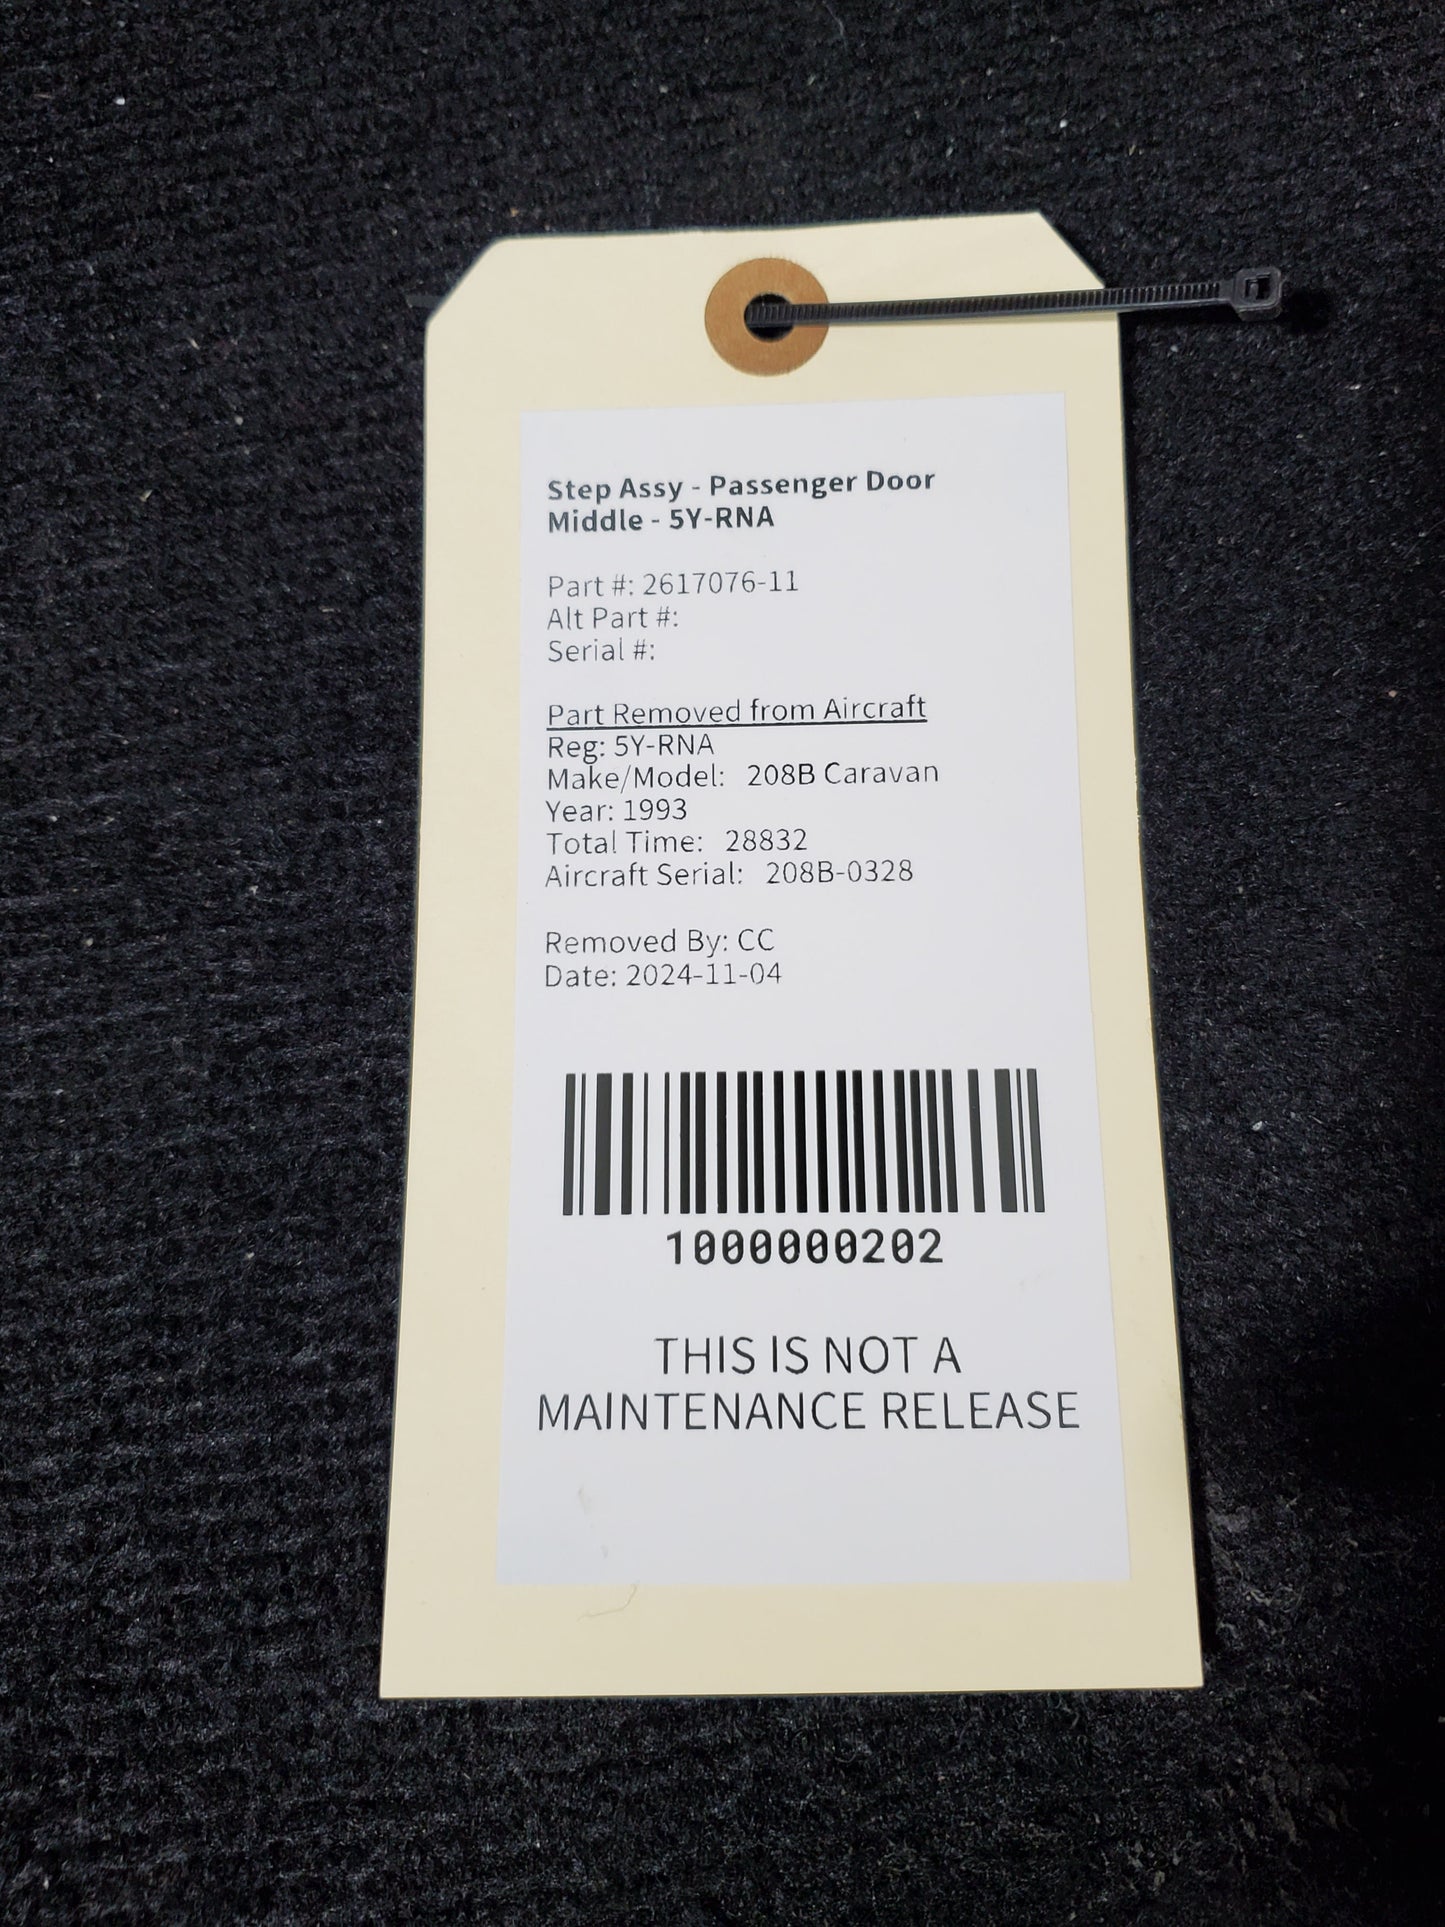 Step Assy - Passenger Door
Middle - 5Y-RNA
Part #: 2617076-11
Alt Part #:
Serial #:
Part Removed from Aircraft
Reg: 5Y-RNA
Make/Model: 208B Caravan
Year: 1993
Total Time: 28832
Aircraft Serial: 208B-0328
Removed By: CC
Date: 2024-11-04
1000000202
THIS IS NOT A
MAINTENANCE RELEASE